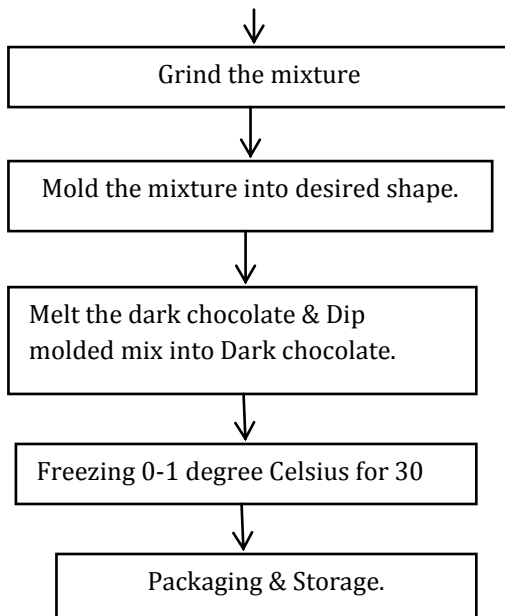 Grind the mixture
Mold the mixture into desired shape.
Melt the dark chocolate & Dip
molded mix into Dark chocolate.
Freezing 0-1 degree Celsius for 30
Packaging & Storage.